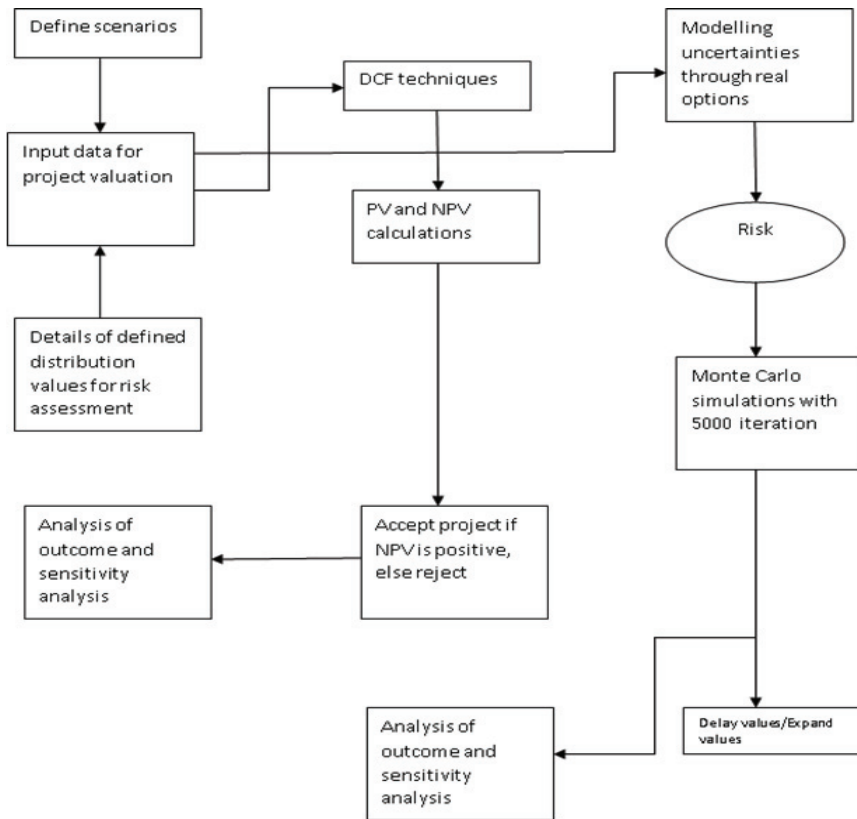 Define scenarios
DCF techniques
Modelling
uncertainties
through real
options
Input data for
project valuation
PV and NPV
calculations
Risk
Details of defined
distribution
values for risk
assessment
Monte Carlo
simulations with
5000 iteration
Analysis of
outcome and
sensitivity
analysis
Accept project if
NPV is positive,
else reject
Analysis of
outcome and
sensitivity
analysis
Delay values/Expand
values